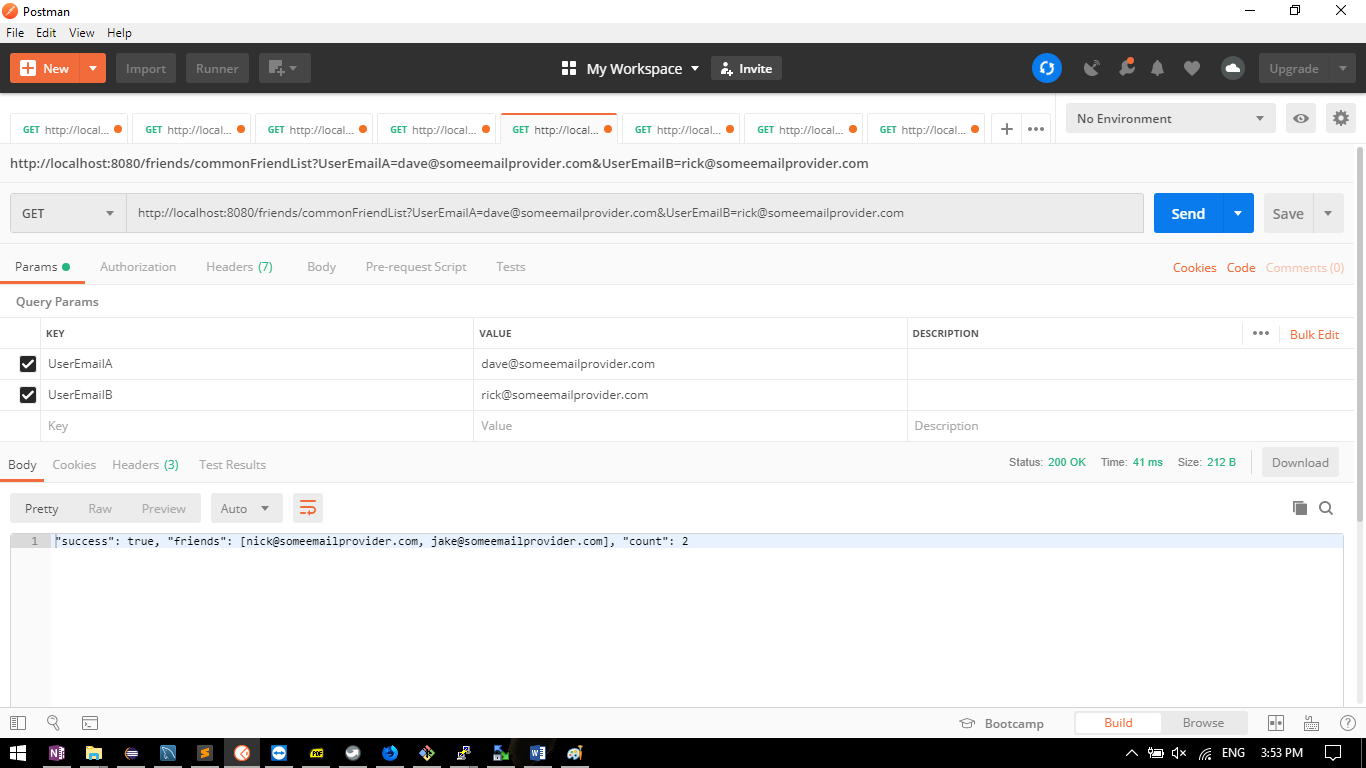 Postman
File Edit View Help
New Import Runner My Workspace Invite Upgrade
GET http://local... GET http://local... GET http://local... GET http://local... GET http://local... GET http://local... GET http://local... GET http://local... No Environment
http://localhost:8080/friends/commonFriendList?UserEmailA=dave@someemailprovider.com&UserEmailB=rick@someemailprovider.com
GET http://localhost:8080/friends/commonFriendList?UserEmailA=dave@someemailprovider.com&UserEmailB=rick@someemailprovider.com Send Save
Params Authorization Headers (7) Body Pre-request Script Tests Cookies Code Comments (0)
Query Params
KEY VALUE DESCRIPTION Bulk Edit
UserEmailA dave@someemailprovider.com
UserEmailB rick@someemailprovider.com
Key Value Description
Body Cookies Headers (3) Test Results Status: 200 OK Time: 41 ms Size: 212 B Download
Pretty Raw Preview Auto
1 "success": true, "friends": [nick@someemailprovider.com, jake@someemailprovider.com], "count": 2
Bootcamp Build Browse
PDF W ENG 3:53 PM